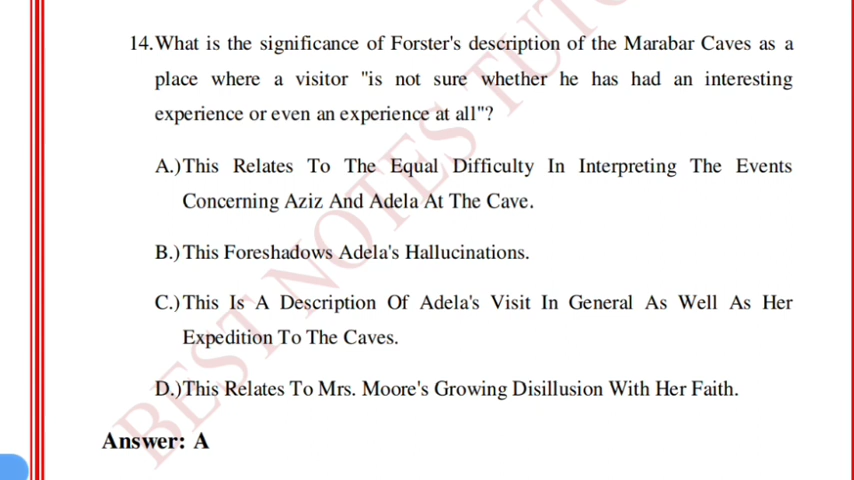 14.What is the significance of Forster's description of the Marabar Caves as a
place where a visitor "is not sure whether he has had an interesting
experience or even an experience at all"?
A.)This Relates To The Equal Difficulty In Interpreting The Events
Concerning Aziz And Adela At The Cave.
B.)This Foreshadows Adela's Hallucinations.
C.)This Is A Description Of Adela's Visit In General As Well As Her
Expedition To The Caves.
D.)This Relates To Mrs. Moore's Growing Disillusion With Her Faith.
Answer: A
BEST NOTES TUT